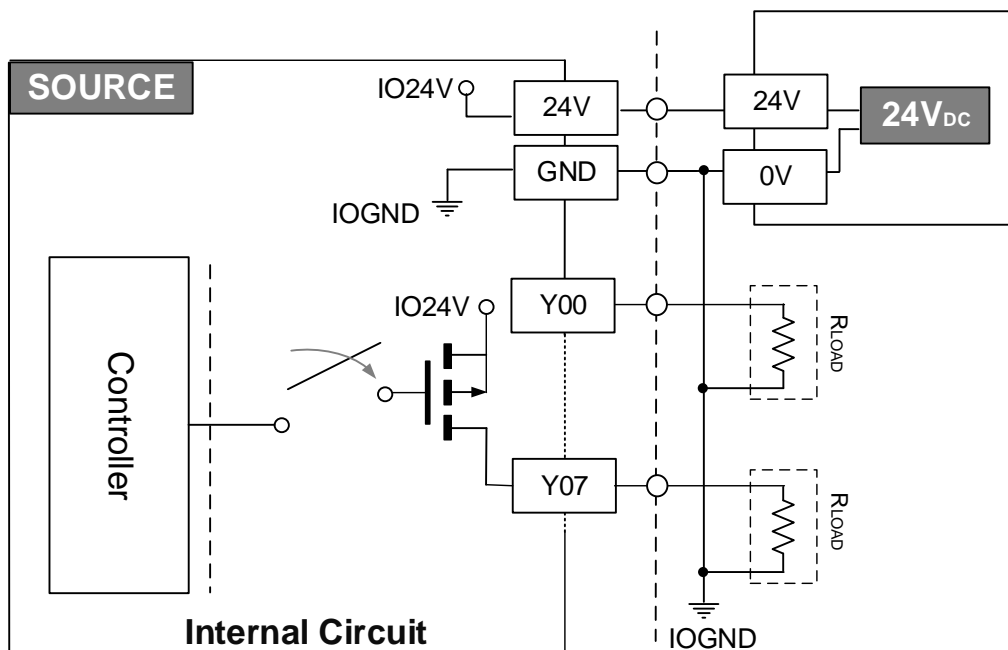 SOURCE
IO24V
24V
24V
24VDC
GND
0V
IOGND
IO24V
Y00
RLOAD
Controller
Y07
RLOAD
Internal Circuit
IOGND